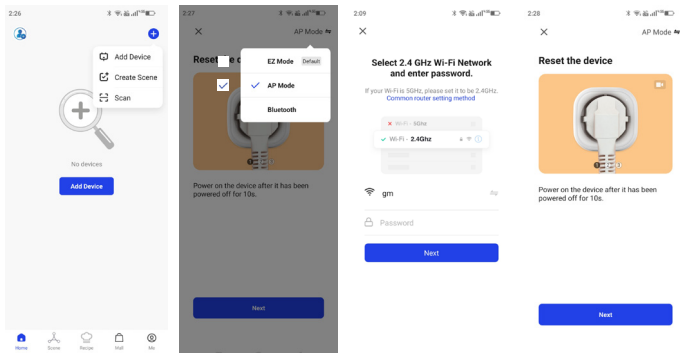 2:26
Add Device
Create Scene
Scan
No devices
Add Device
Home
Scene
Recipe
Mall
Me
2:27
AP Mode
Reset
EZ Mode Default
AP Mode
Bluetooth
Power on the device after it has been
powered off for 10s.
Next
2:09
Select 2.4 GHz Wi-Fi Network
and enter password.
If your Wi-Fi is 5GHz, please set it to be 2.4GHz.
Common router setting method
Wi-Fi - 5Ghz
Wi-Fi - 2.4Ghz
gm
Password
Next
2:28
AP Mode
Reset the device
Power on the device after it has been
powered off for 10s.
Next